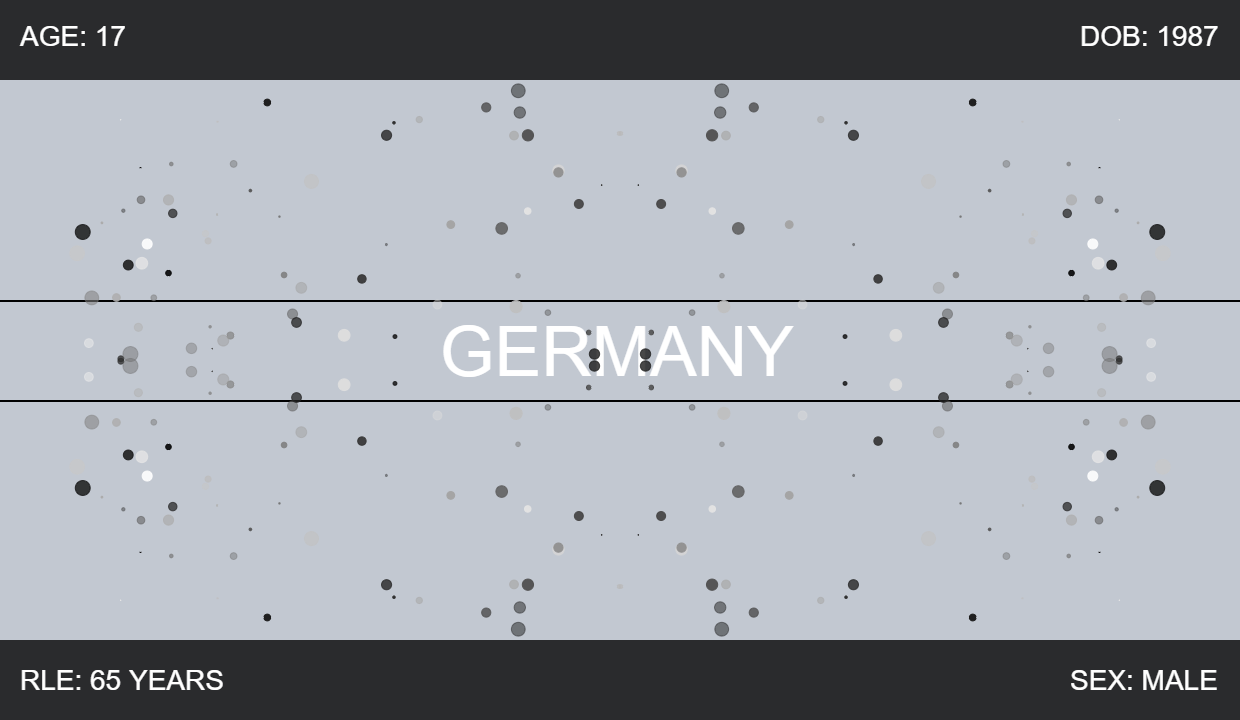 AGE: 17
DOB: 1987
GERMANY
RLE: 65 YEARS
SEX: MALE